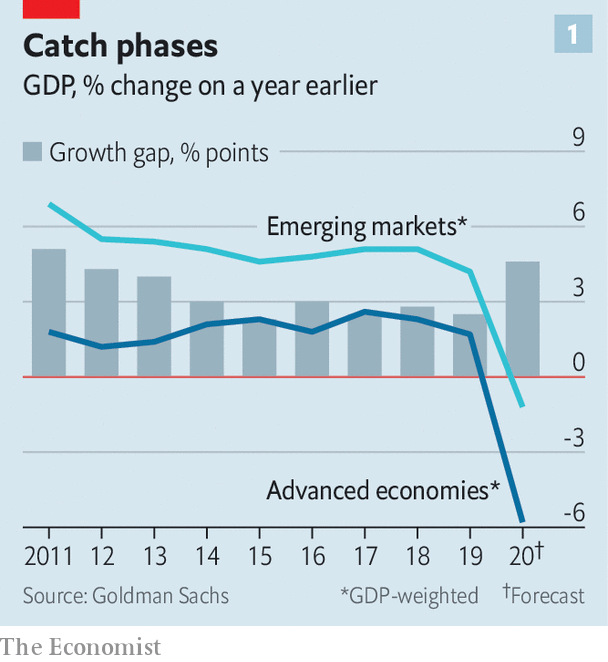 Catch phases
1
GDP, % change on a year earlier
Growth gap, % points
9
Emerging markets*
6
3
0
-3
Advanced economies*
-6
2011 12 13 14 15 16 17 18 19 20†
Source: Goldman Sachs *GDP-weighted †Forecast
The Economist